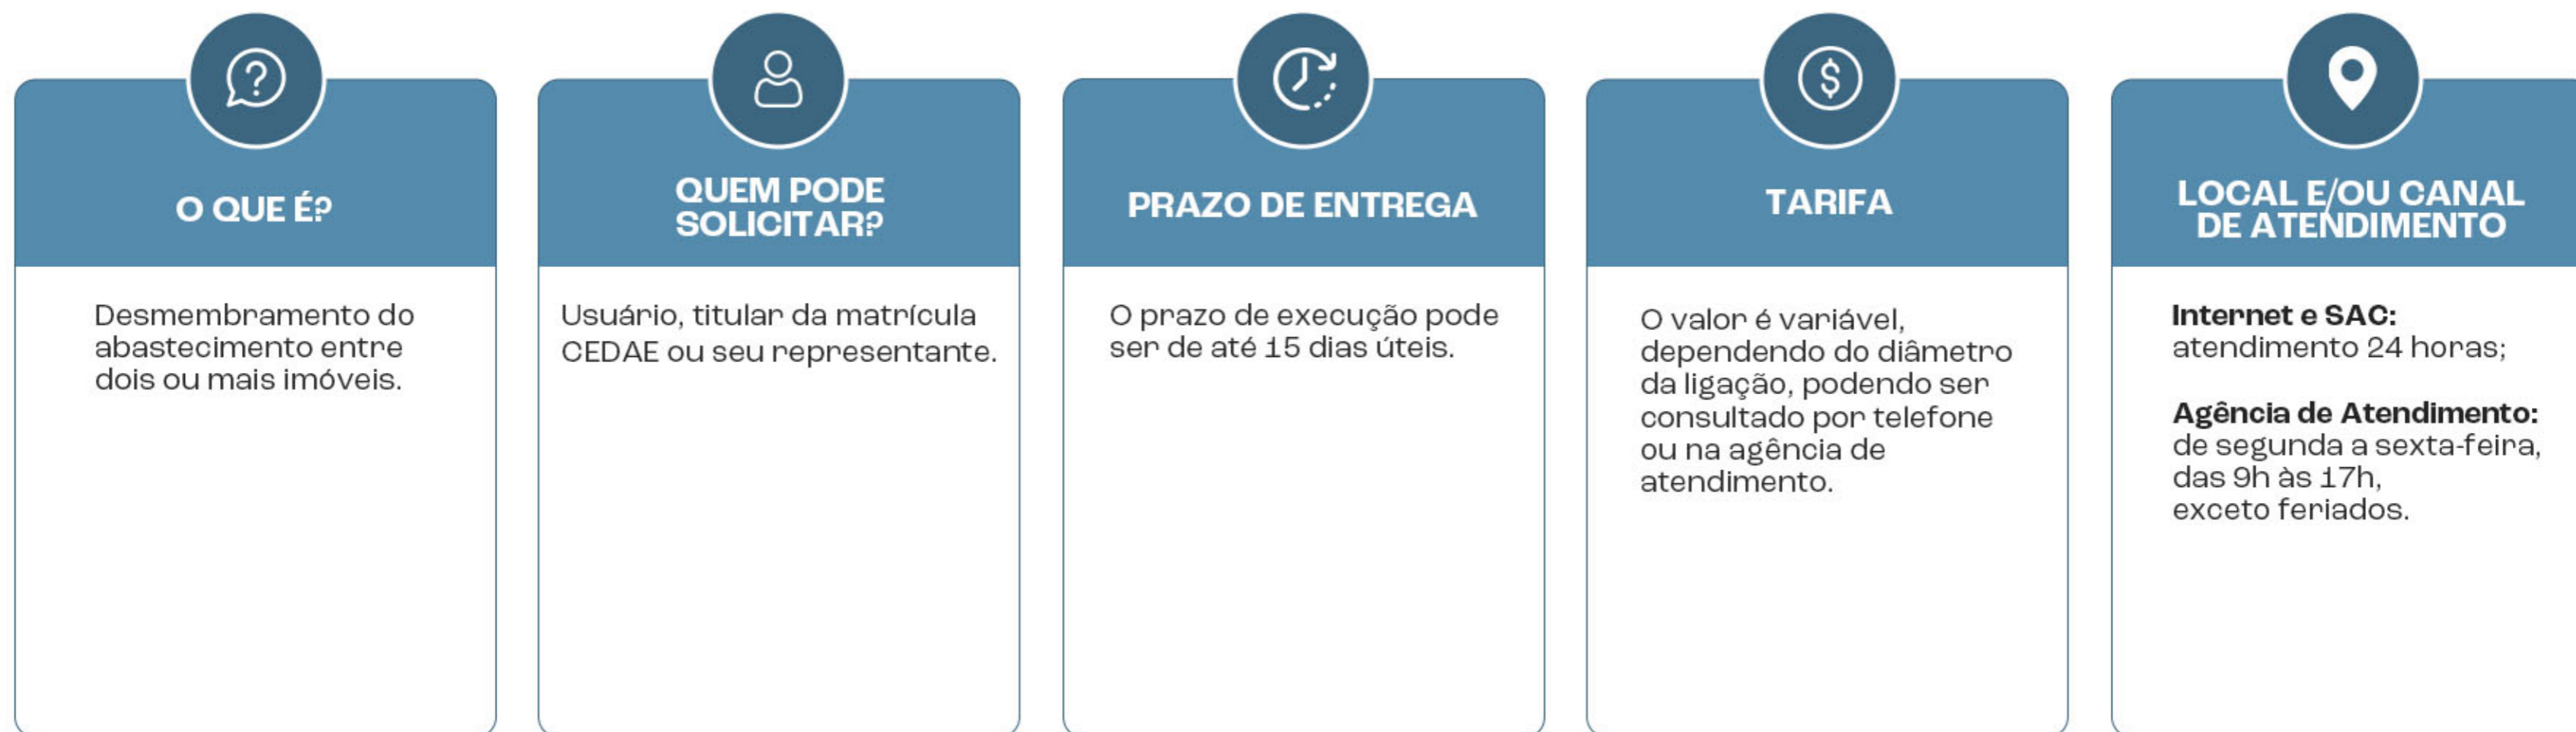 O QUE É?
Desmembramento do
abastecimento entre
dois ou mais imóveis.
QUEM PODE
SOLICITAR?
Usuário, titular da matrícula
CEDAE ou seu representante.
PRAZO DE ENTREGA
O prazo de execução pode
ser de até 15 dias úteis.
TARIFA
O valor é variável,
dependendo do diâmetro
da ligação, podendo ser
consultado por telefone
ou na agência de
atendimento.
LOCAL E/OU CANAL
DE ATENDIMENTO
Internet e SAC:
atendimento 24 horas;
Agência de Atendimento:
de segunda a sexta-feira,
das 9h às 17h,
exceto feriados.